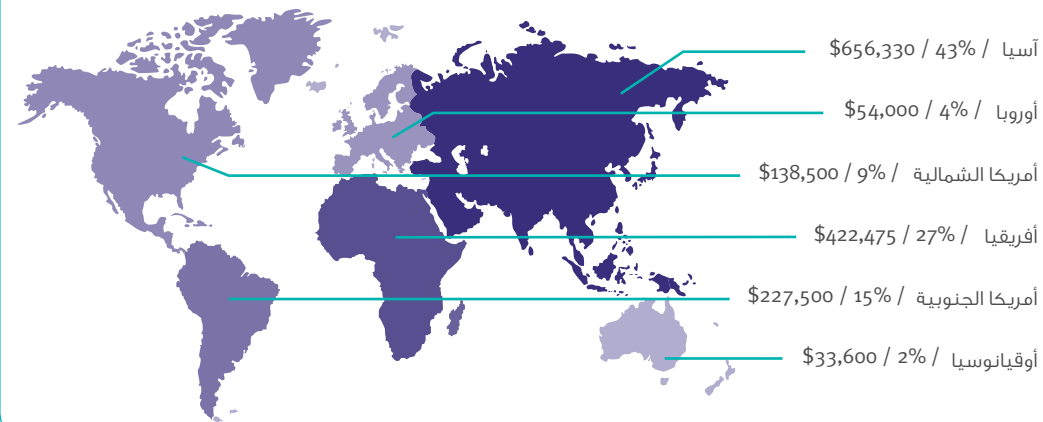 آسيا / 43% / $656,330
أوروبا / 4% / $54,000
أمريكا الشمالية / 9% / $138,500
أفريقيا / 27% / $422,475
أمريكا الجنوبية / 15% / $227,500
أوقيانوسيا / 2% / $33,600